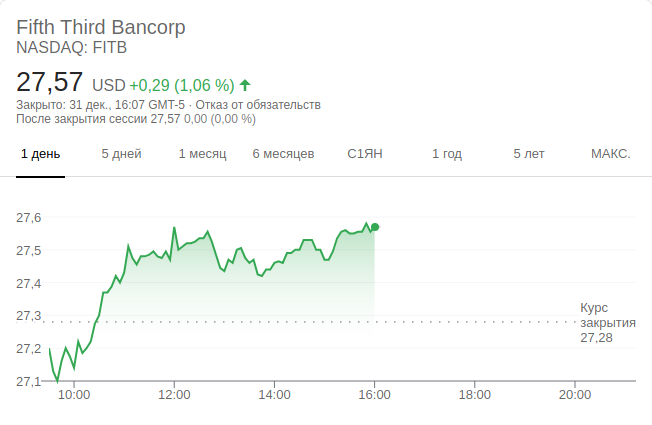 Fifth Third Bancorp
NASDAQ: FITB
27,57 USD +0,29 (1,06 %)
Закрыто: 31 дек., 16:07 GMT-5 · Отказ от обязательств
После закрытия сессии 27,57 0,00 (0,00 %)
1 день 5 дней 1 месяц 6 месяцев С1ЯН 1 год 5 лет МАКС.
27,6
27,5
27,4
27,3
27,2
27,1
Курс
закрытия
27,28
10:00 12:00 14:00 16:00 18:00 20:00